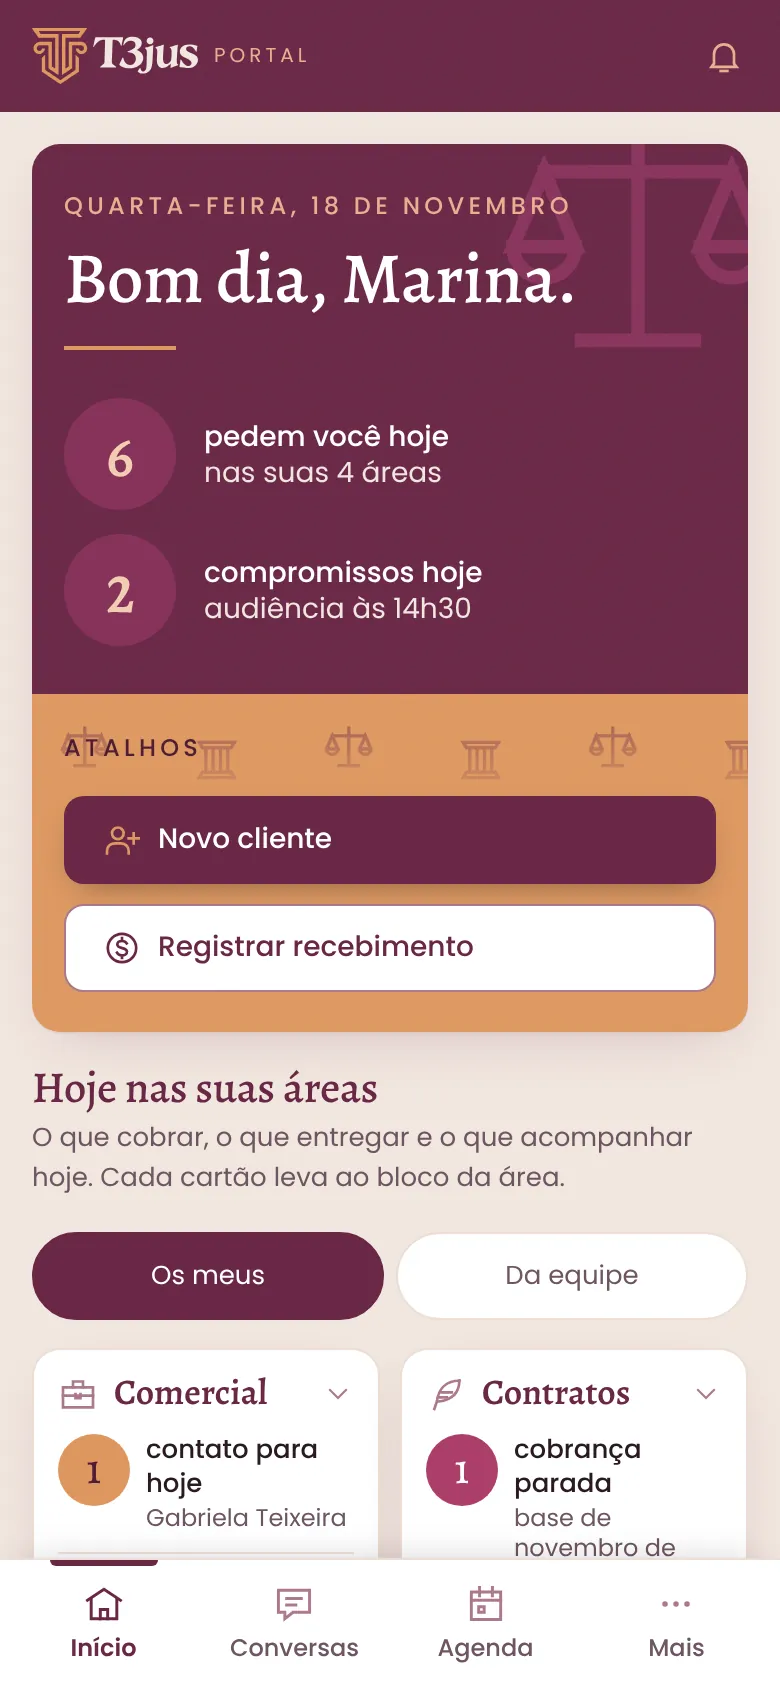 T3jus PORTAL
QUARTA-FEIRA, 18 DE NOVEMBRO
Bom dia, Marina.
6
pedem você hoje
nas suas 4 áreas
2
compromissos hoje
audiência às 14h30
ATALHOS
Novo cliente
Registrar recebimento
Hoje nas suas áreas
O que cobrar, o que entregar e o que acompanhar
hoje. Cada cartão leva ao bloco da área.
Os meus
Da equipe
Comercial
1
contato para
hoje
Gabriela Teixeira
Contratos
1
cobrança
parada
base de
novembro de
Início
Conversas
Agenda
Mais